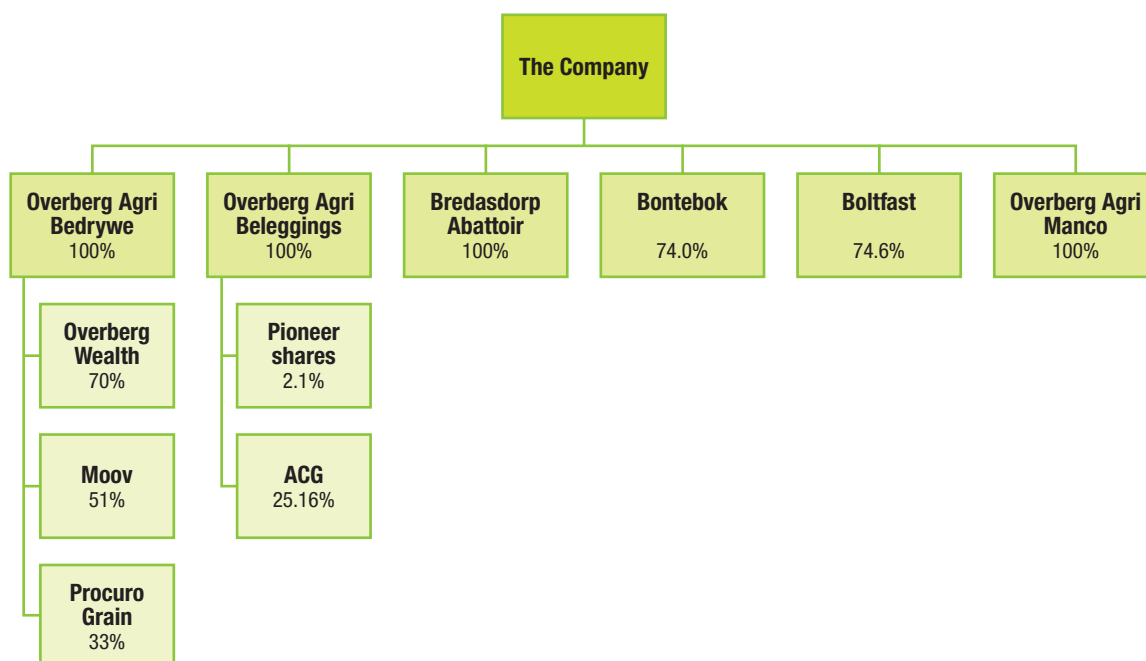 The Company
Overberg Agri
Bedrywe
100%
Overberg Agri
Beleggings
100%
Bredasdorp
Abattoir
100%
Bontebok
74.0%
Boltfast
74.6%
Overberg Agri
Manco
100%
Overberg
Wealth
70%
Pioneer
shares
2.1%
Moov
51%
ACG
25.16%
Procuro
Grain
33%